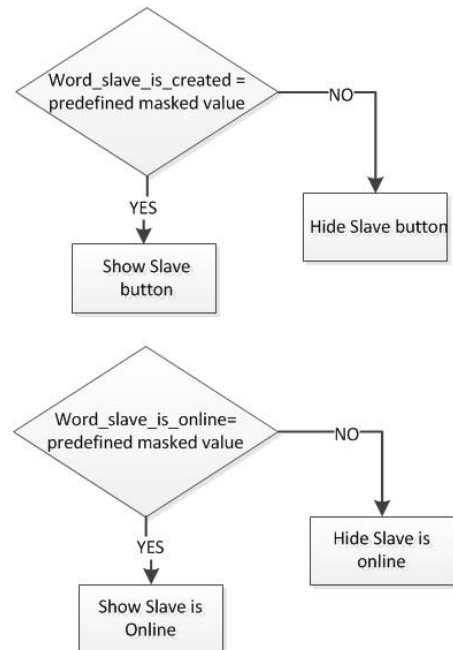 Word_slave_is_created =
predefined masked value
NO
YES
Hide Slave button
Show Slave
button
Word_slave_is_online=
predefined masked value
NO
YES
Hide Slave is
online
Show Slave is
Online